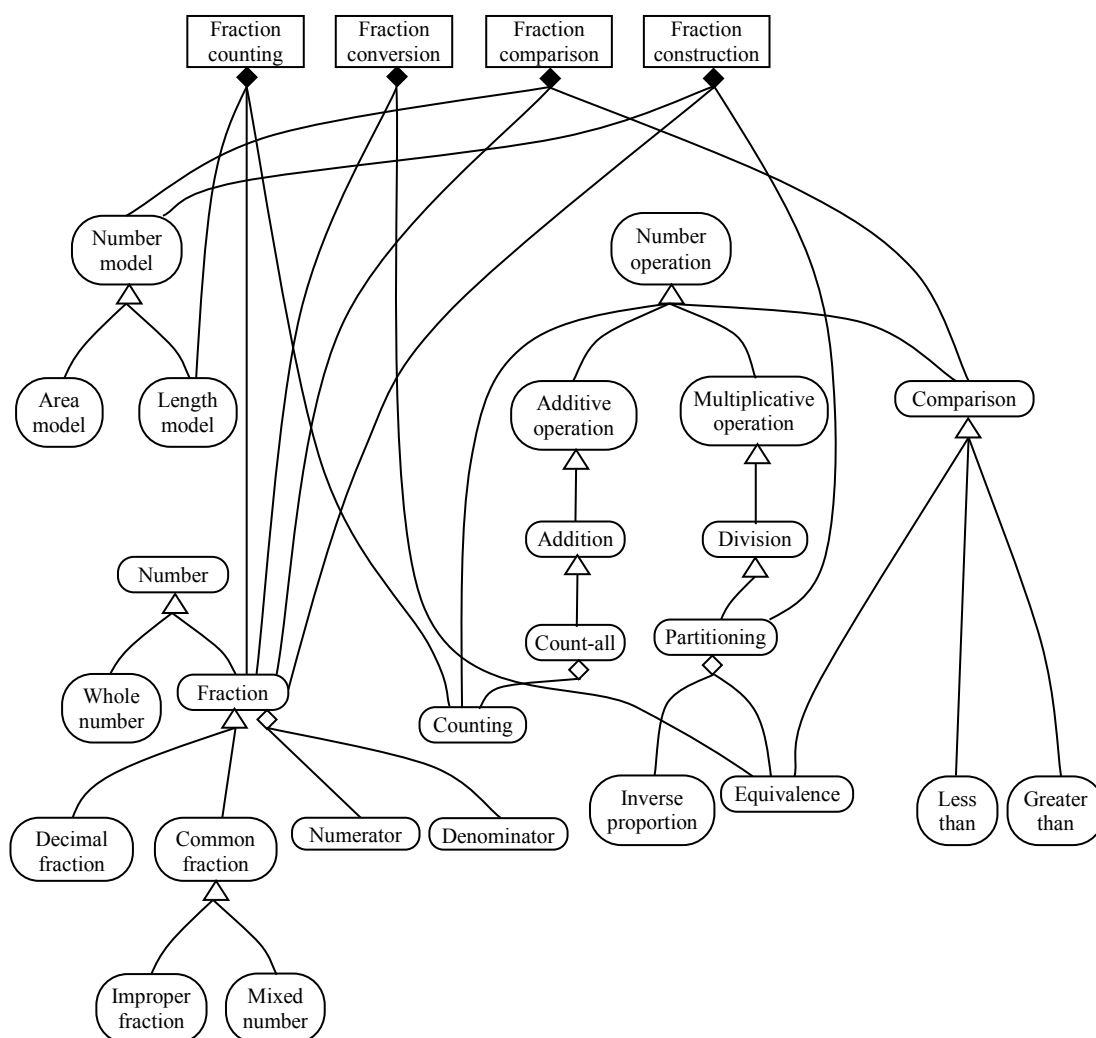 Fraction
counting
Fraction
conversion
Fraction
comparison
Fraction
construction
Number
model
Number
operation
Area
model
Length
model
Additive
operation
Multiplicative
operation
Comparison
Addition
Division
Number
Count-all
Partitioning
Whole
number
Fraction
Counting
Inverse
proportion
Equivalence
Less
than
Greater
than
Decimal
fraction
Common
fraction
Numerator
Denominator
Improper
fraction
Mixed
number